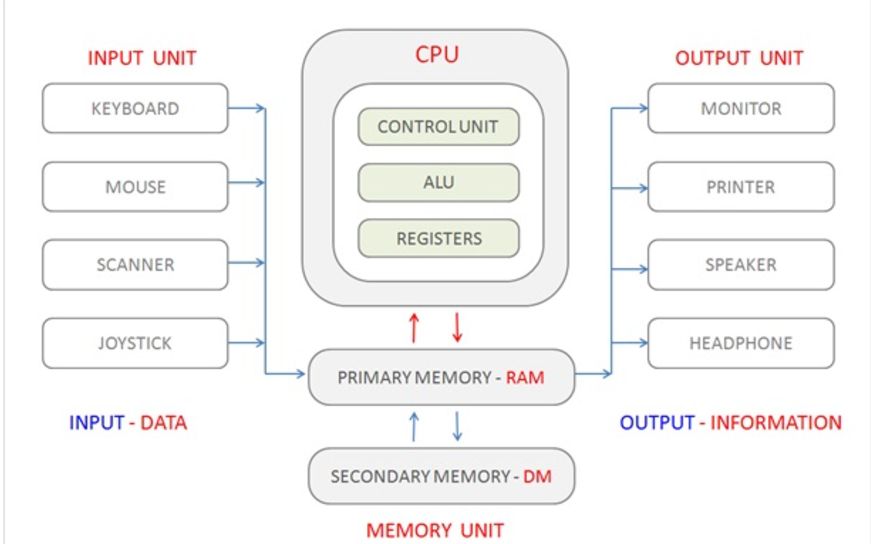 INPUT UNIT
KEYBOARD
MOUSE
SCANNER
JOYSTICK
INPUT - DATA
CPU
CONTROL UNIT
ALU
REGISTERS
PRIMARY MEMORY - RAM
SECONDARY MEMORY - DM
MEMORY UNIT
OUTPUT UNIT
MONITOR
PRINTER
SPEAKER
HEADPHONE
OUTPUT - INFORMATION